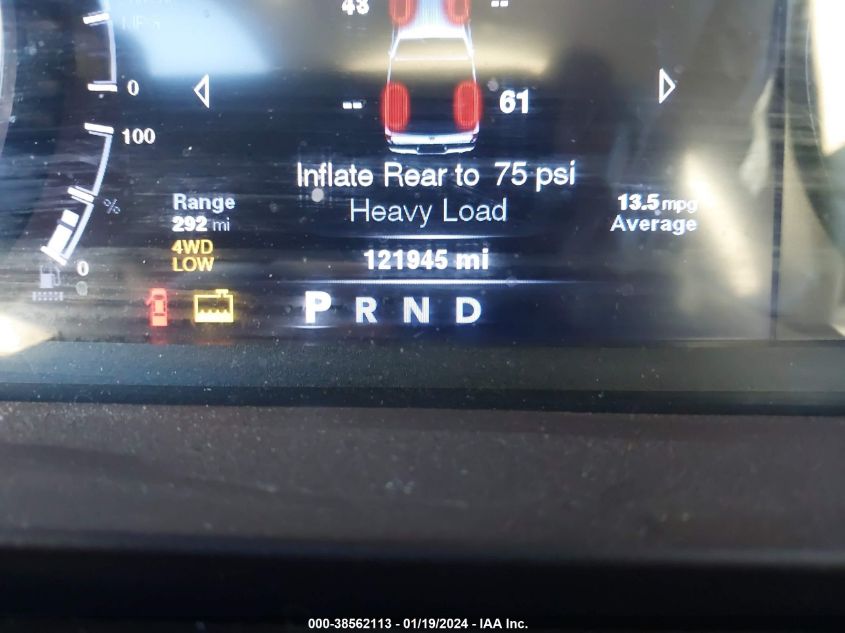 43 --
0
-- 61
100
Inflate Rear to 75 psi
Range 13.5 mpg
% Heavy Load
292 mi Average
4WD
LOW 121945 mi
0
P R N D
000-38562113 - 01/19/2024 - IAA Inc.